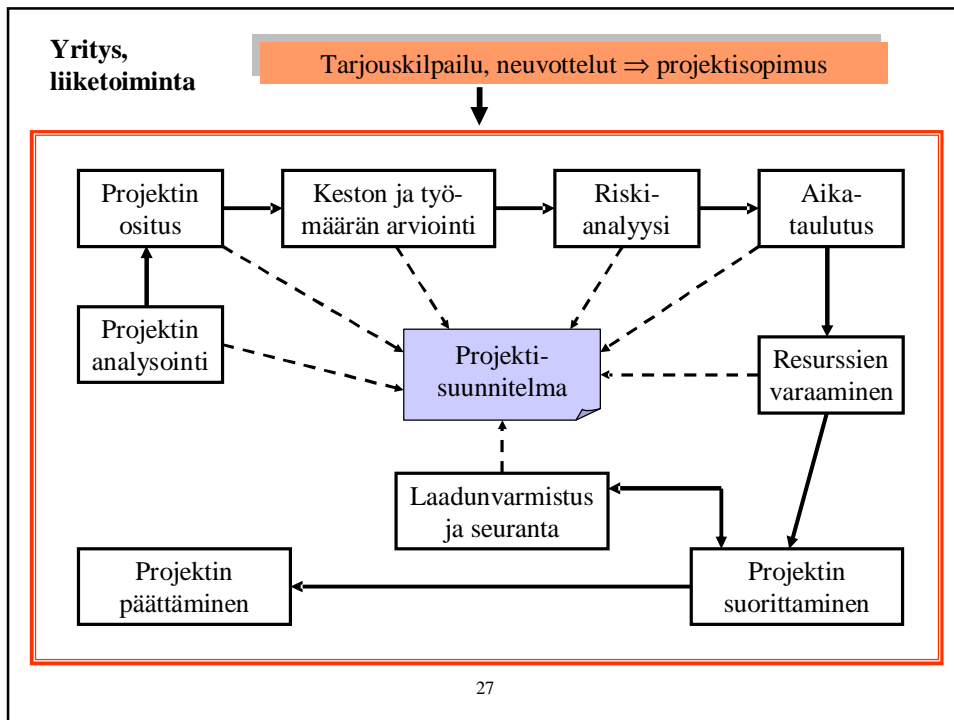 Yritys,
liiketoiminta
Tarjouskilpailu, neuvottelut ⇒ projektisopimus
Projektin
ositus
Keston ja työ-
määrän arviointi
Riski-
analyysi
Aika-
taulutus
Projektin
analysointi
Projekti-
suunnitelma
Resurssien
varaaminen
Laadunvarmistus
ja seuranta
Projektin
päättäminen
Projektin
suorittaminen
27